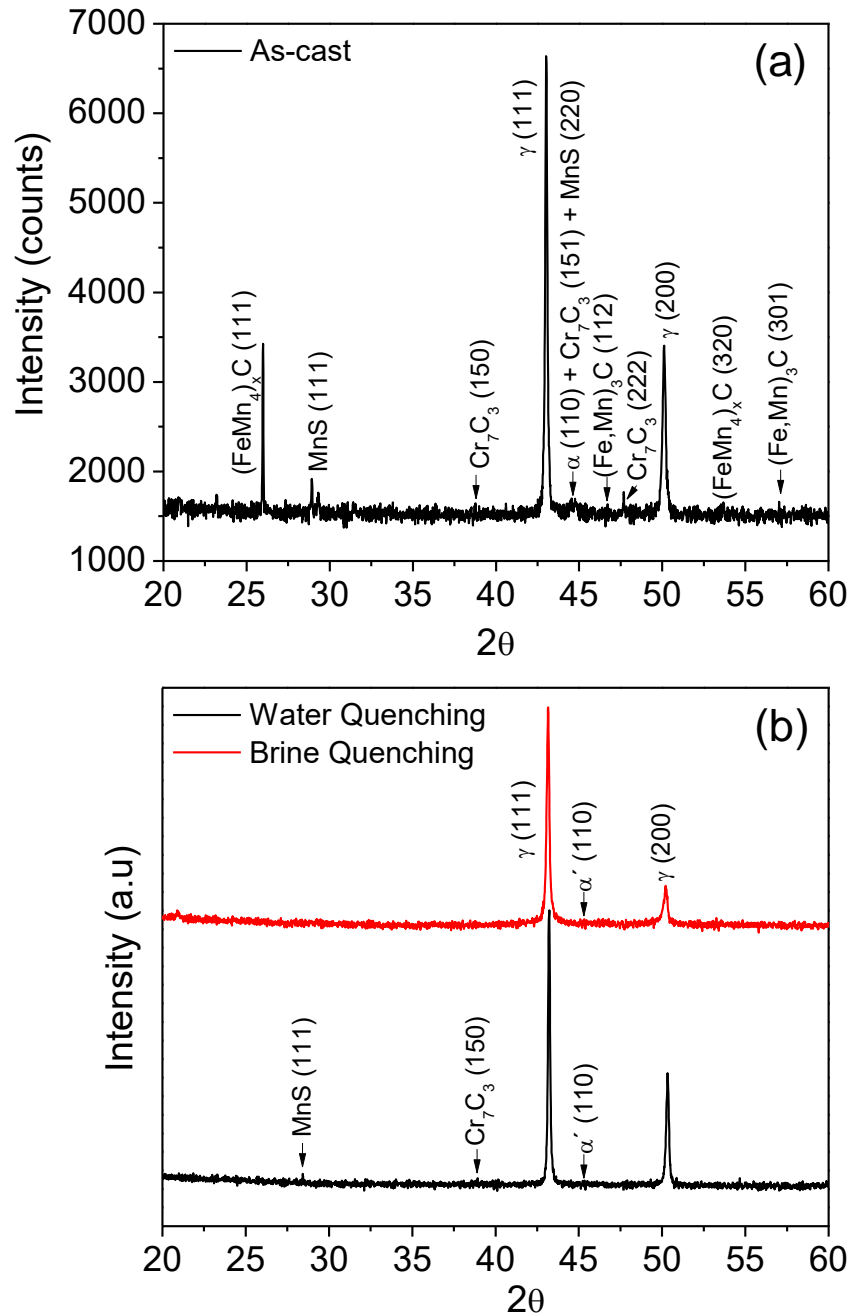 7000
6000
5000
4000
3000
2000
1000
Intensity (counts)
As-cast
(a)
(FeMn₄)ₓC (111)
MnS (111)
Cr₇C₃ (150)
γ (111)
α (110) + Cr₇C₃ (151) + MnS (220)
(Fe,Mn)₃C (112)
Cr₇C₃ (222)
γ (200)
(FeMn₄)ₓC (320)
(Fe,Mn)₃C (301)
20 25 30 35 40 45 50 55 60
2θ
Water Quenching
Brine Quenching
(b)
Intensity (a.u)
γ (111)
α´ (110)
γ (200)
MnS (111)
Cr₇C₃ (150)
α´ (110)
20 25 30 35 40 45 50 55 60
2θ